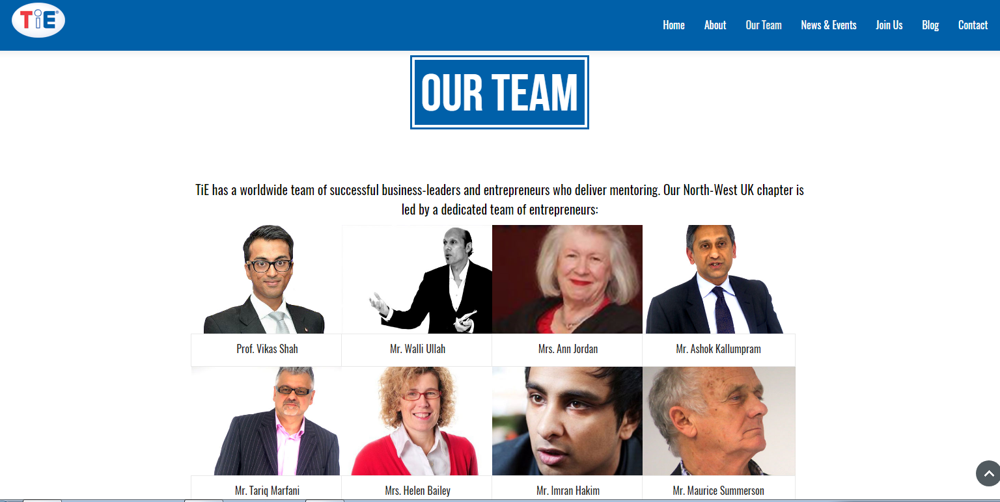 TiE®
Home About Our Team News & Events Join Us Blog Contact
OUR TEAM
TiE has a worldwide team of successful business-leaders and entrepreneurs who deliver mentoring. Our North-West UK chapter is
led by a dedicated team of entrepreneurs:
Prof. Vikas Shah Mr. Walli Ullah Mrs. Ann Jordan Mr. Ashok Kallumpram
Mr. Tariq Marfani Mrs. Helen Bailey Mr. Imran Hakim Mr. Maurice Summerson